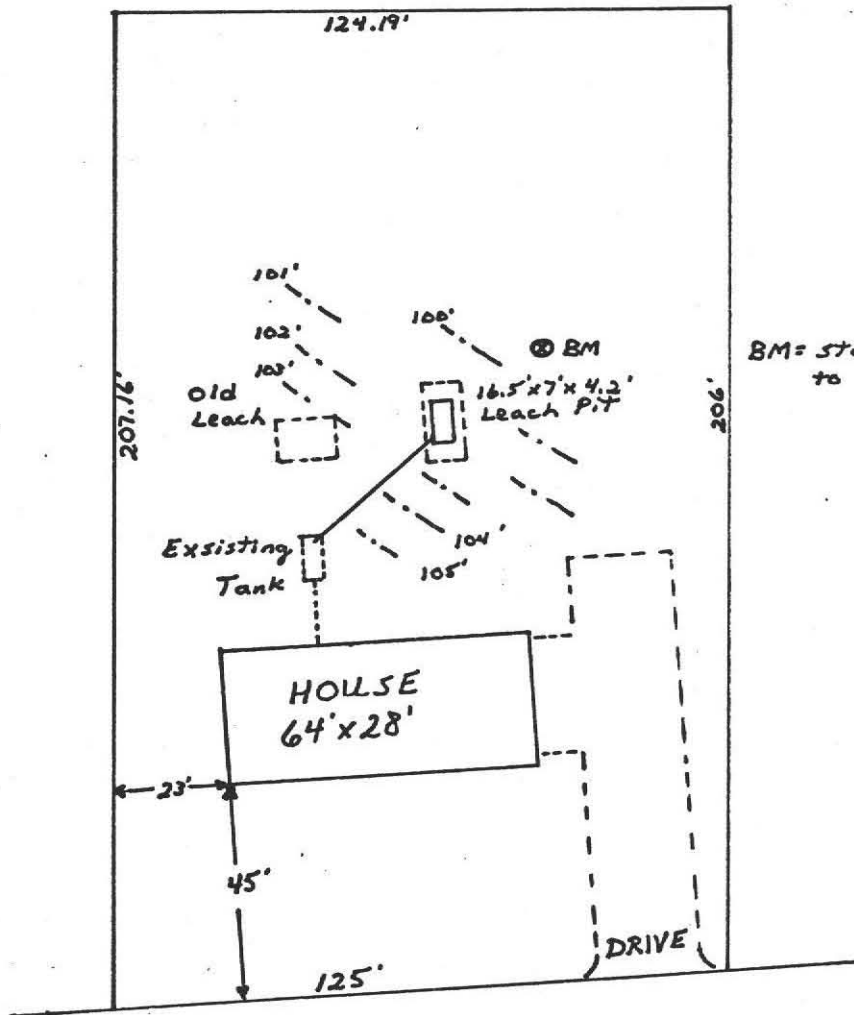 124.19'
101'
100'
102'
BM
103'
BM=
Old
16.5'x7'x4.2'
to
Leach
Leach Pit
207.16'
206'
Exsisting
104'
Tank
105'
HOUSE
64'x28'
23'
45'
DRIVE
125'